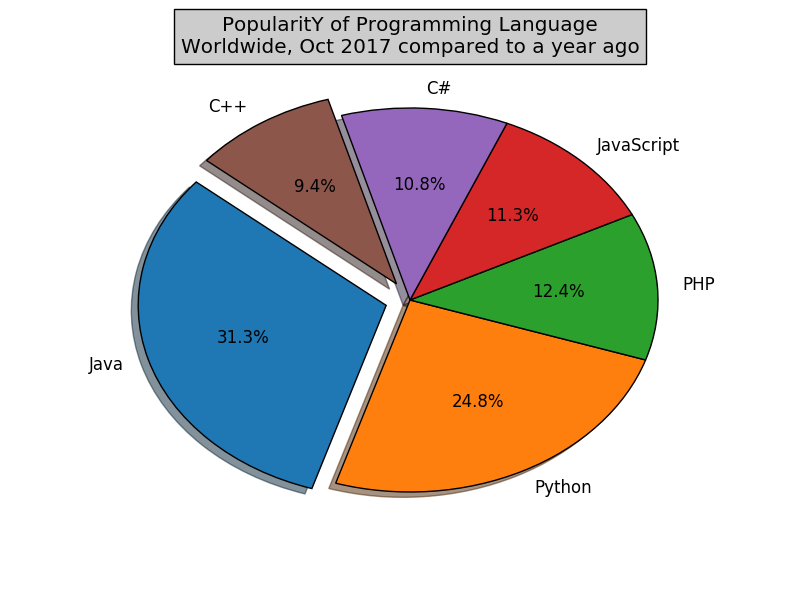 PopularitY of Programming Language
Worldwide, Oct 2017 compared to a year ago
C#
C++
JavaScript
10.8%
9.4%
11.3%
PHP
12.4%
31.3%
Java
24.8%
Python